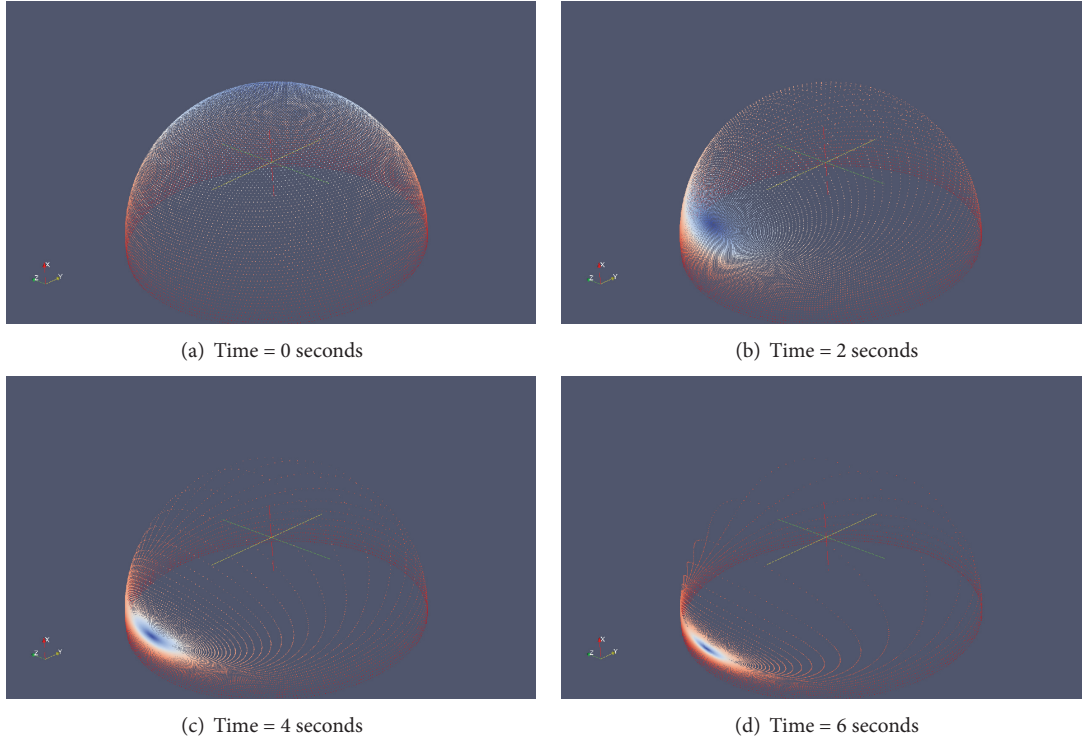 X
Z
Y
X
Z
Y
(a) Time = 0 seconds
(b) Time = 2 seconds
X
Z
Y
X
Z
Y
(c) Time = 4 seconds
(d) Time = 6 seconds